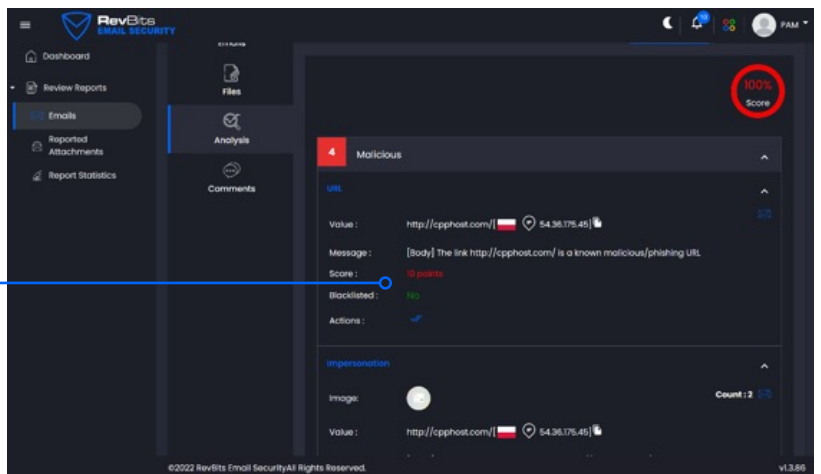 RevBits
EMAIL SECURITY
PAM
Dashboard
Review Reports
Emails
Reported
Attachments
Report Statistics
Files
Analysis
Comments
100%
Score
4 Malicious
URL
Value : http://cpphost.com/[ 54.36.175.45]
Message : [Body] The link http://cpphost.com/ is a known malicious/phishing URL.
Score : 10 points
Blacklisted : No
Actions :
Impersonation
Image: Count : 2
Value : http://cpphost.com/[ 54.36.175.45]
©2022 RevBits Email SecurityAll Rights Reserved.
v1.3.86